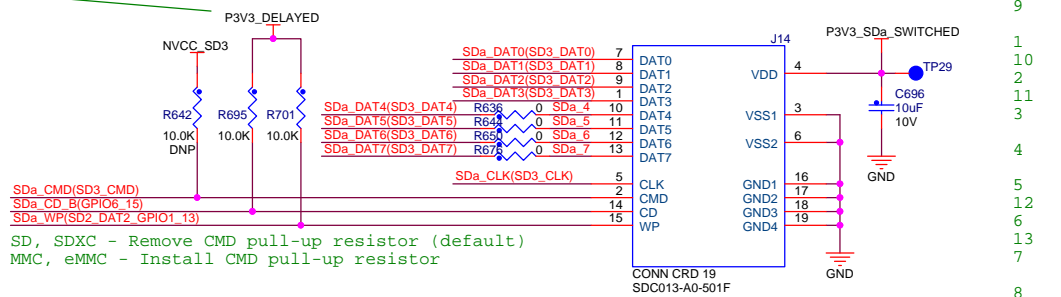 P3V3_DELAYED
NVCC_SD3
R642
10.0K
DNP
R695
10.0K
R701
10.0K
J14
P3V3_SDa_SWITCHED
SDa_DAT0(SD3_DAT0) 7 DAT0
SDa_DAT1(SD3_DAT1) 8 DAT1
SDa_DAT2(SD3_DAT2) 9 DAT2
SDa_DAT3(SD3_DAT3) 1 DAT3
SDa_DAT4(SD3_DAT4) R636 0 SDa_4 10 DAT4
SDa_DAT5(SD3_DAT5) R644 0 SDa_5 11 DAT5
SDa_DAT6(SD3_DAT6) R650 0 SDa_6 12 DAT6
SDa_DAT7(SD3_DAT7) R676 0 SDa_7 13 DAT7
SDa_CLK(SD3_CLK) 5 CLK
SDa_CMD(SD3_CMD) 2 CMD
SDa_CD_B(GPIO6_15) 14 CD
SDa_WP(SD2_DAT2_GPIO1_13) 15 WP
VDD 4
TP29
C696
10uF
10V
GND
VSS1 3
VSS2 6
GND1 16
GND2 17
GND3 18
GND4 19
GND
CONN CRD 19
SDC013-A0-501F
SD, SDXC - Remove CMD pull-up resistor (default)
MMC, eMMC - Install CMD pull-up resistor
9
1
10
2
11
3
4
5
12
6
13
7
8